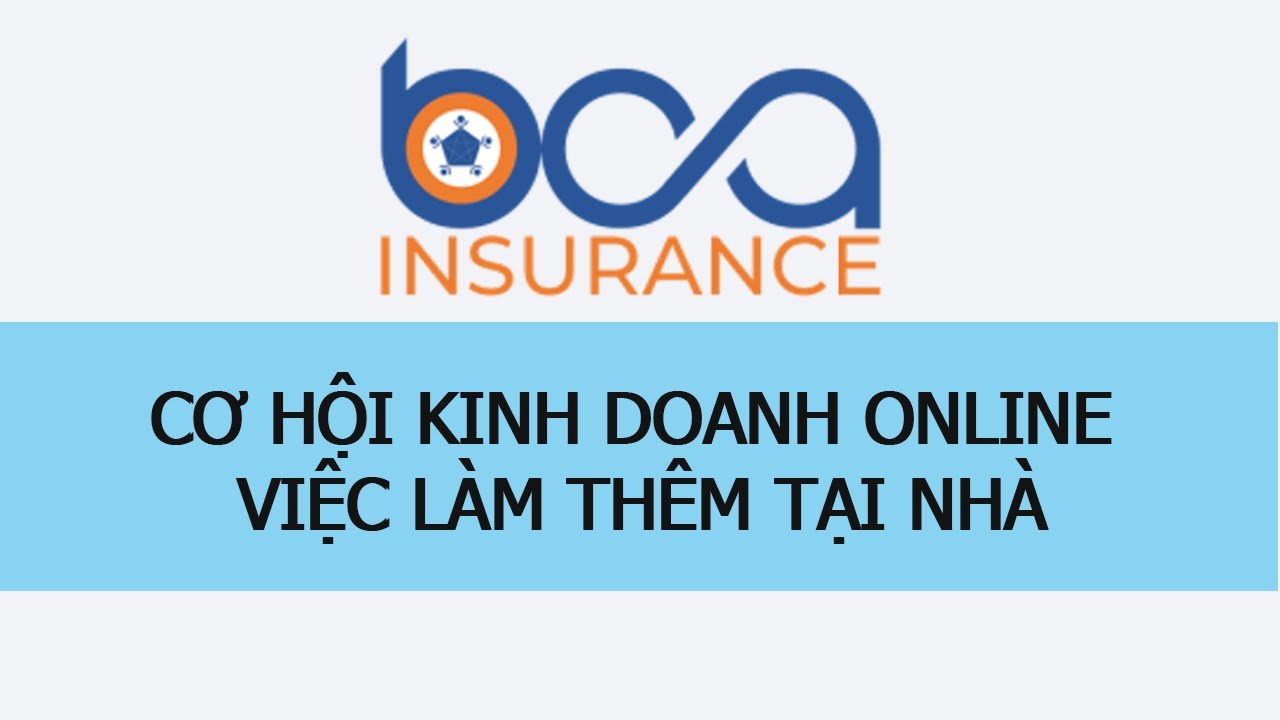 bca
INSURANCE
CƠ HỘI KINH DOANH ONLINE
VIỆC LÀM THÊM TẠI NHÀ